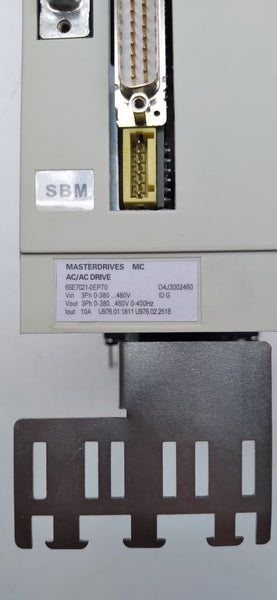 SBM
MASTERDRIVES MC
AC/AC DRIVE
6SE7021-0EP70 O4J3002460
Vin 3Ph 0-380 ...480V ID G
Vout 3Ph 0-380...480V 0-400Hz
Iout 10A U976.01:1811 U976.02:2518